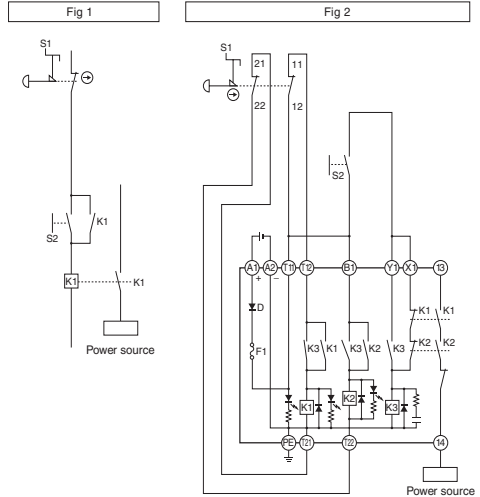 Fig 1
Fig 2
S1
S1
21
11
22
12
S2
K1
S2
K1
K1
Power source
A1
A2
T11
T12
B1
Y1
X1
13
+
−
D
F1
K1
K1
K3
K1
K3
K2
K3
K2
K2
K1
K2
K3
PE
T21
T22
14
Power source